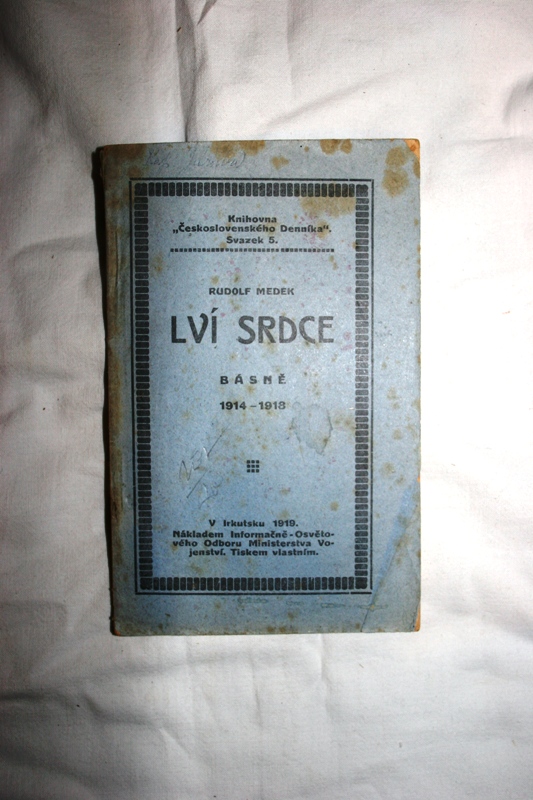 Knihovna
„Československého Denníka“.
Svazek 5.
RUDOLF MEDEK
LVÍ SRDCE
BÁSNĚ
1914-1918
V Irkutsku 1919.
Nákladem Informačně-Osvěto-
vého Odboru Ministerstva Vo-
jenství. Tiskem vlastním.